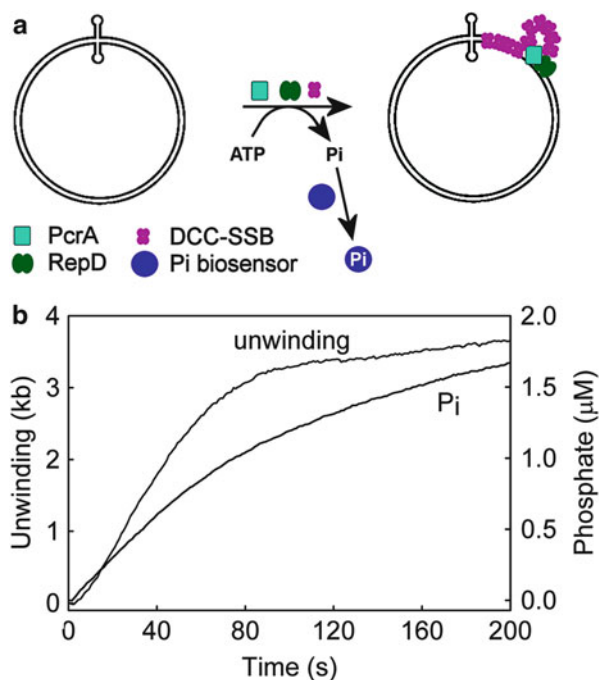 a
ATP
Pi
PcrA
DCC-SSB
RepD
Pi biosensor
Pi
b
4
3
2
1
0
Unwinding (kb)
unwinding
Pi
2.0
1.5
1.0
0.5
0.0
Phosphate (μM)
0 40 80 120 160 200
Time (s)